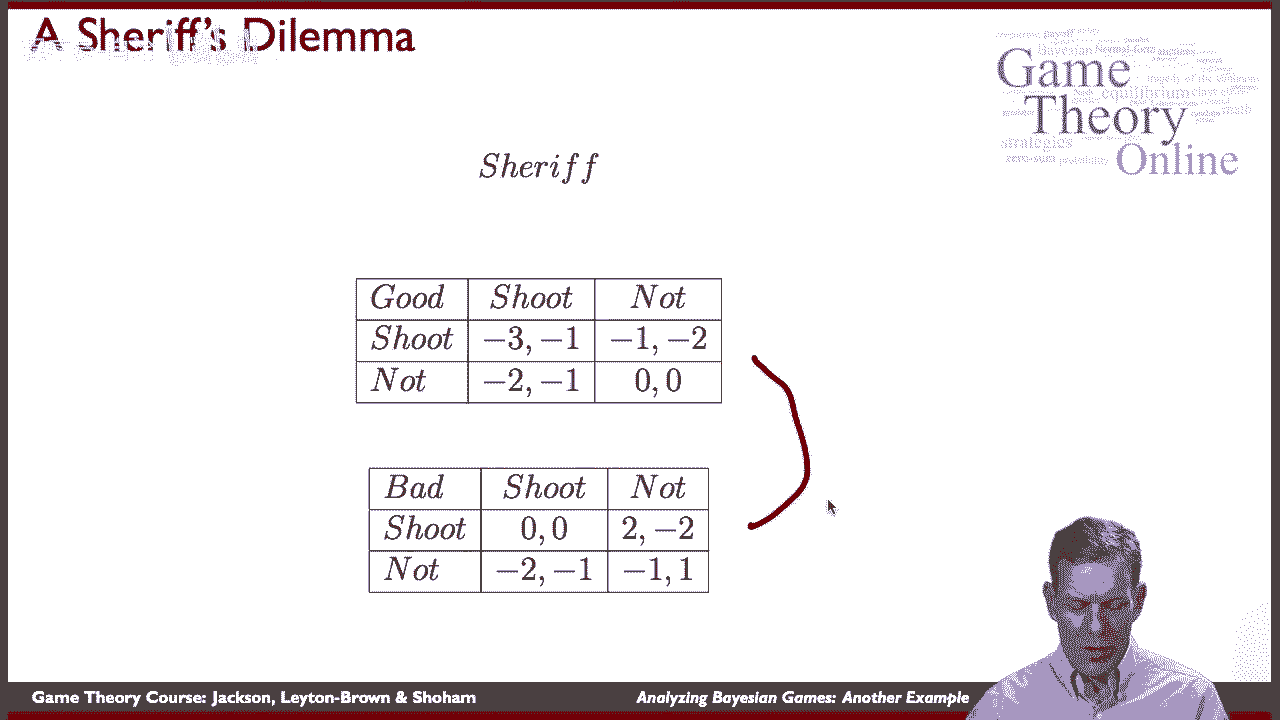 A Sheriff's Dilemma
Game
Theory
Online
equilibrium
strategies
Sheriff
Good Shoot Not
Shoot −3, −1 −1, −2
Not −2, −1 0, 0
Bad Shoot Not
Shoot 0, 0 2, −2
Not −2, −1 −1, 1
Game Theory Course: Jackson, Leyton-Brown & Shoham
Analyzing Bayesian Games: Another Example